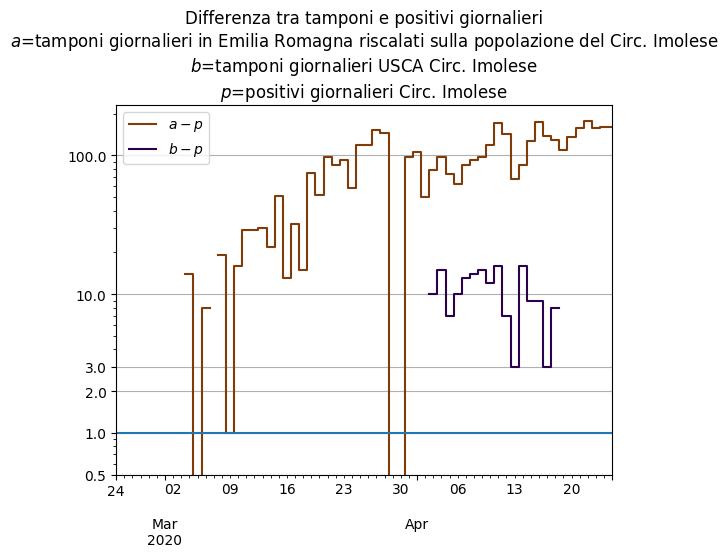 Differenza tra tamponi e positivi giornalieri
a=tamponi giornalieri in Emilia Romagna riscalati sulla popolazione del Circ. Imolese
b=tamponi giornalieri USCA Circ. Imolese
p=positivi giornalieri Circ. Imolese
a − p
b − p
100.0
10.0
3.0
2.0
1.0
0.5
24 02 09 16 23 30 06 13 20
Mar Apr
2020